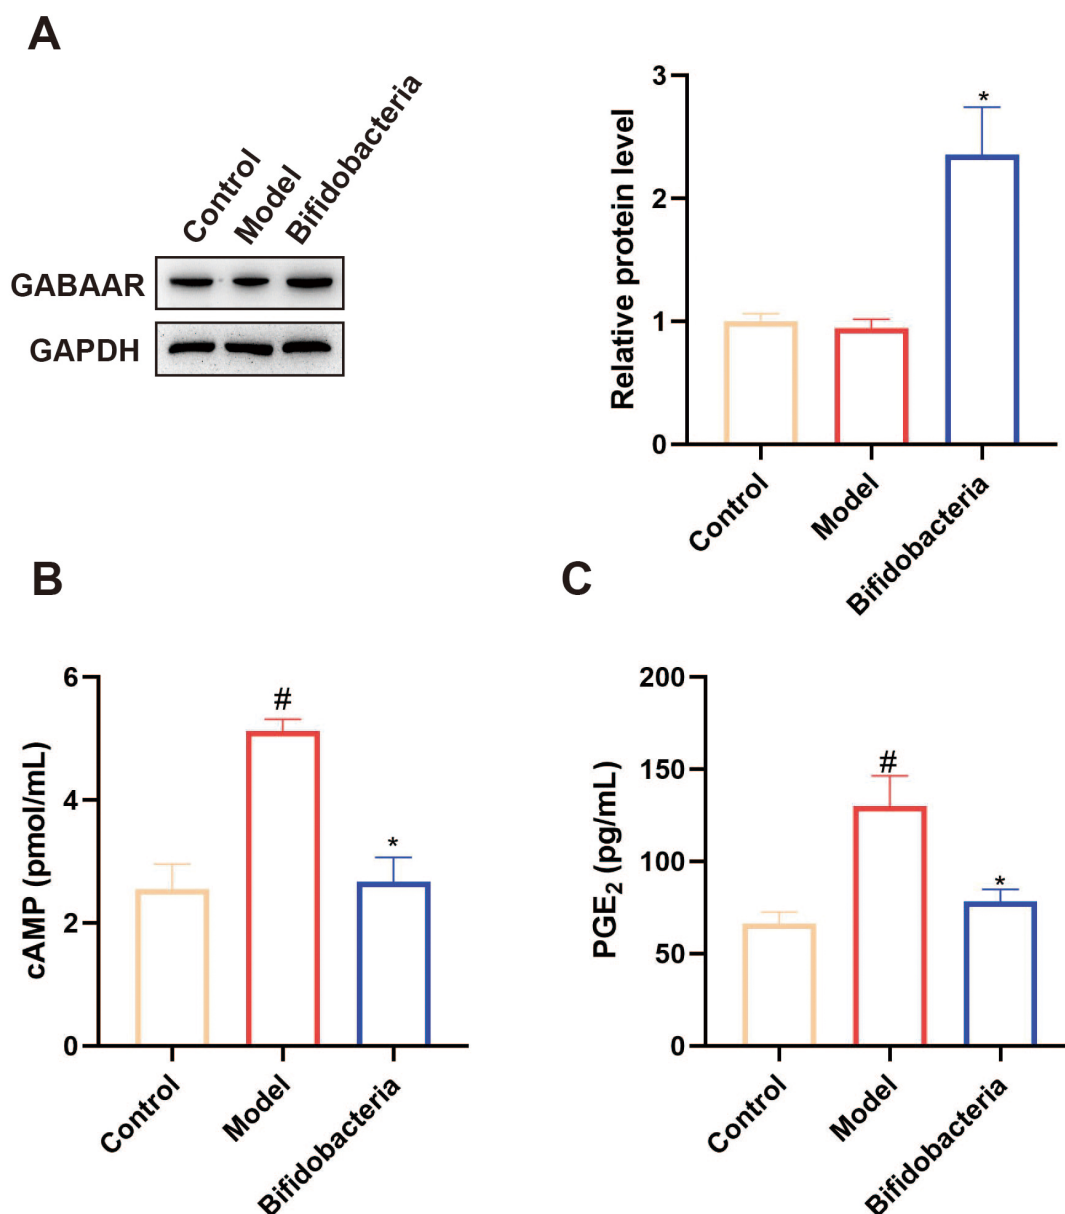 A
Control
Model
Bifidobacteria
GABAAR
GAPDH
Relative protein level
3
2
1
0
*
Control
Model
Bifidobacteria
B
cAMP (pmol/mL)
6
4
2
0
#
*
Control
Model
Bifidobacteria
C
PGE₂ (pg/mL)
200
150
100
50
0
#
*
Control
Model
Bifidobacteria